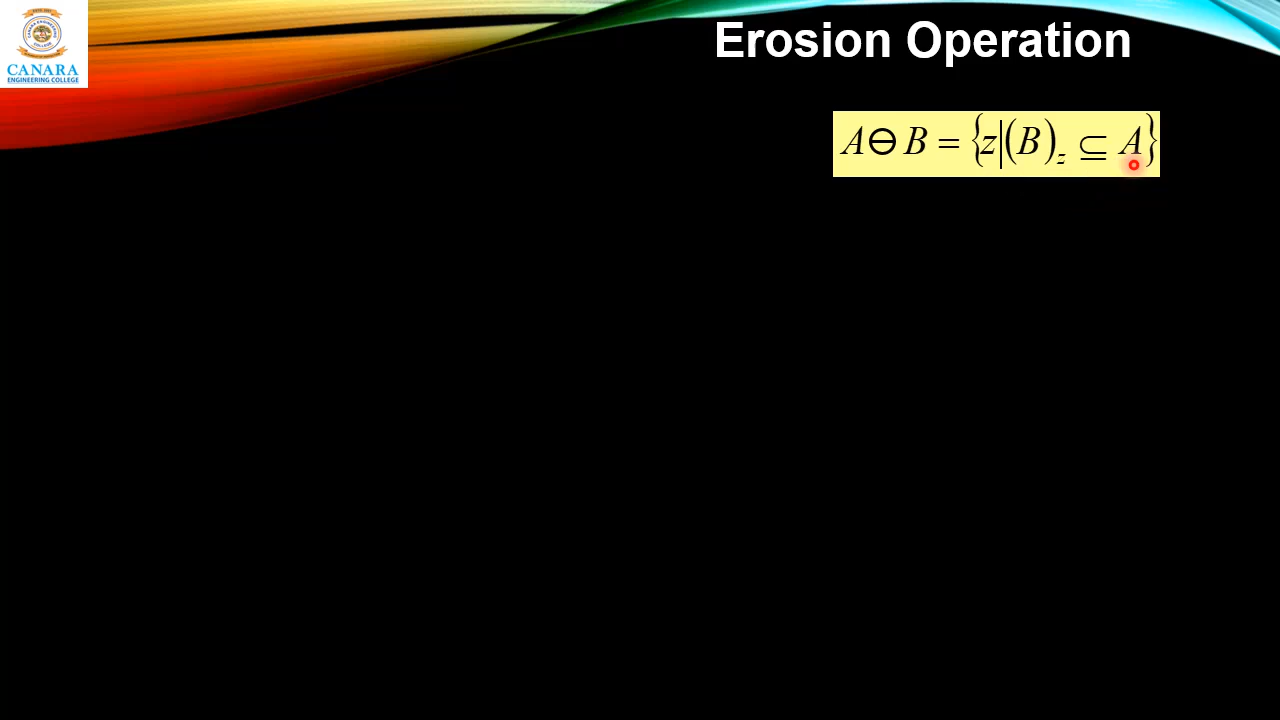 CANARA
ENGINEERING COLLEGE
Erosion Operation
A ⊖ B = {z|(B)z ⊆ A}